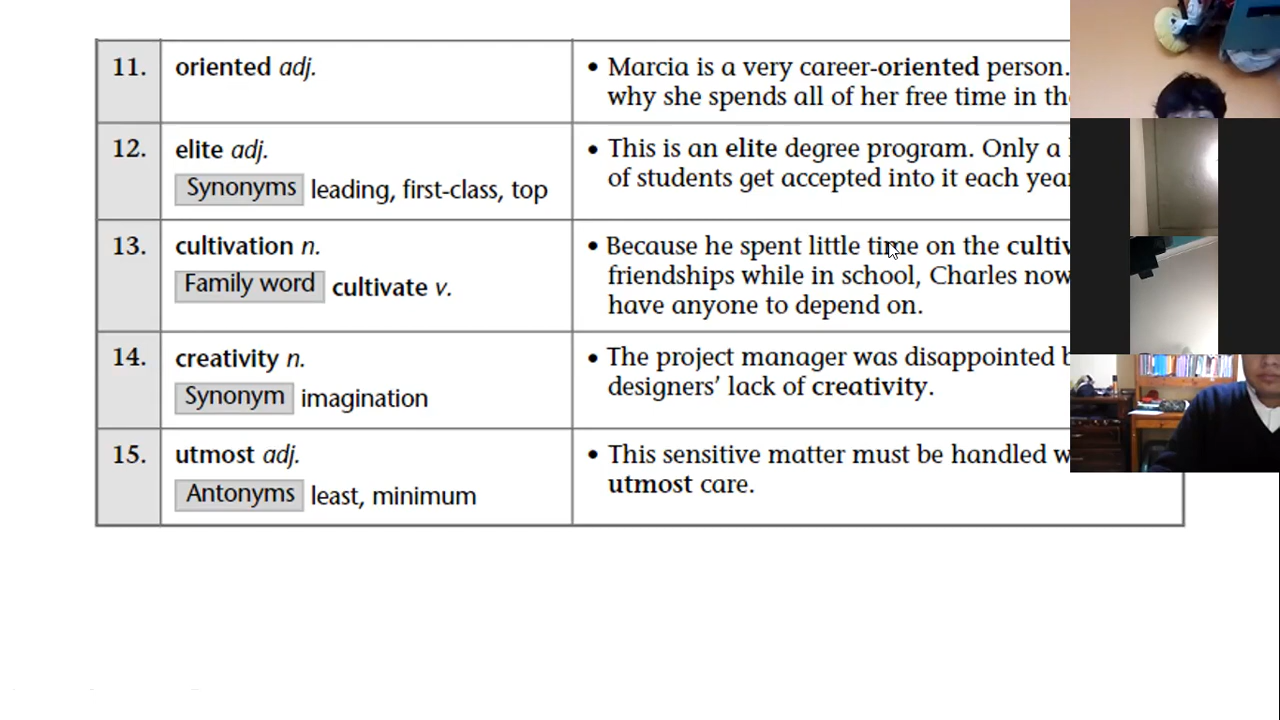 11. oriented adj. • Marcia is a very career-oriented person.
why she spends all of her free time in
12. elite adj. • This is an elite degree program. Only a
Synonyms leading, first-class, top of students get accepted into it each
13. cultivation n. • Because he spent little time on the
Family word cultivate v. friendships while in school, Charles now
have anyone to depend on.
14. creativity n. • The project manager was disappointed
Synonym imagination designers' lack of creativity.
15. utmost adj. • This sensitive matter must be handled
Antonyms least, minimum utmost care.